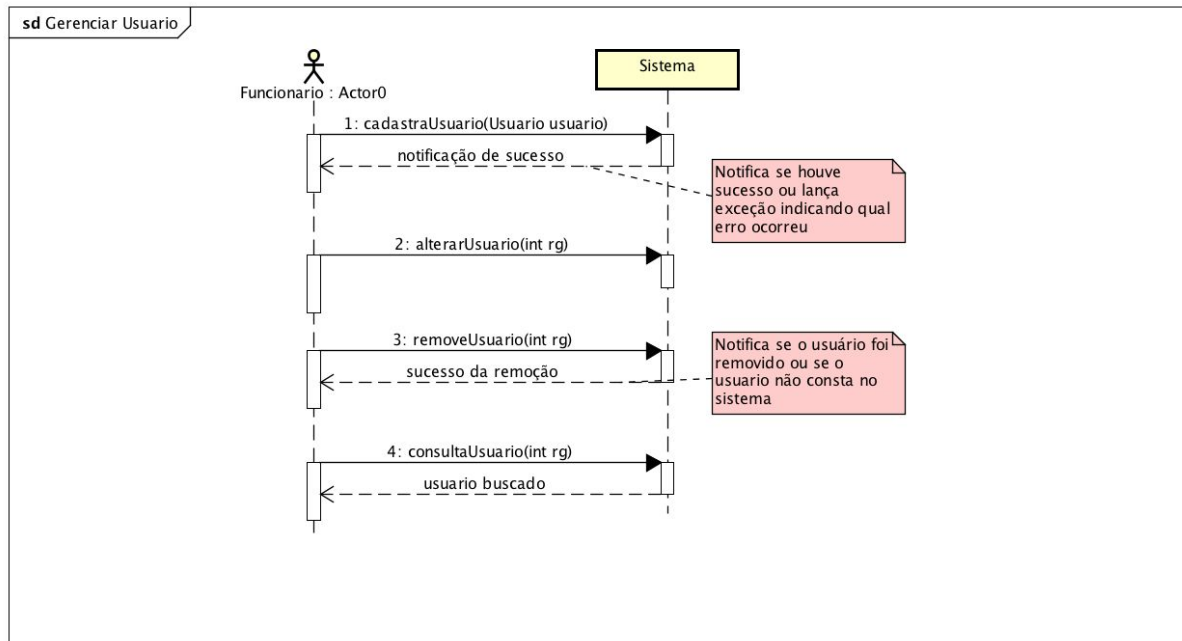 sd Gerenciar Usuario
Sistema
Funcionario : Actor0
1: cadastraUsuario(Usuario usuario)
notificação de sucesso
Notifica se houve
sucesso ou lança
exceção indicando qual
erro ocorreu
2: alterarUsuario(int rg)
3: removeUsuario(int rg)
sucesso da remoção
Notifica se o usuário foi
removido ou se o
usuario não consta no
sistema
4: consultaUsuario(int rg)
usuario buscado